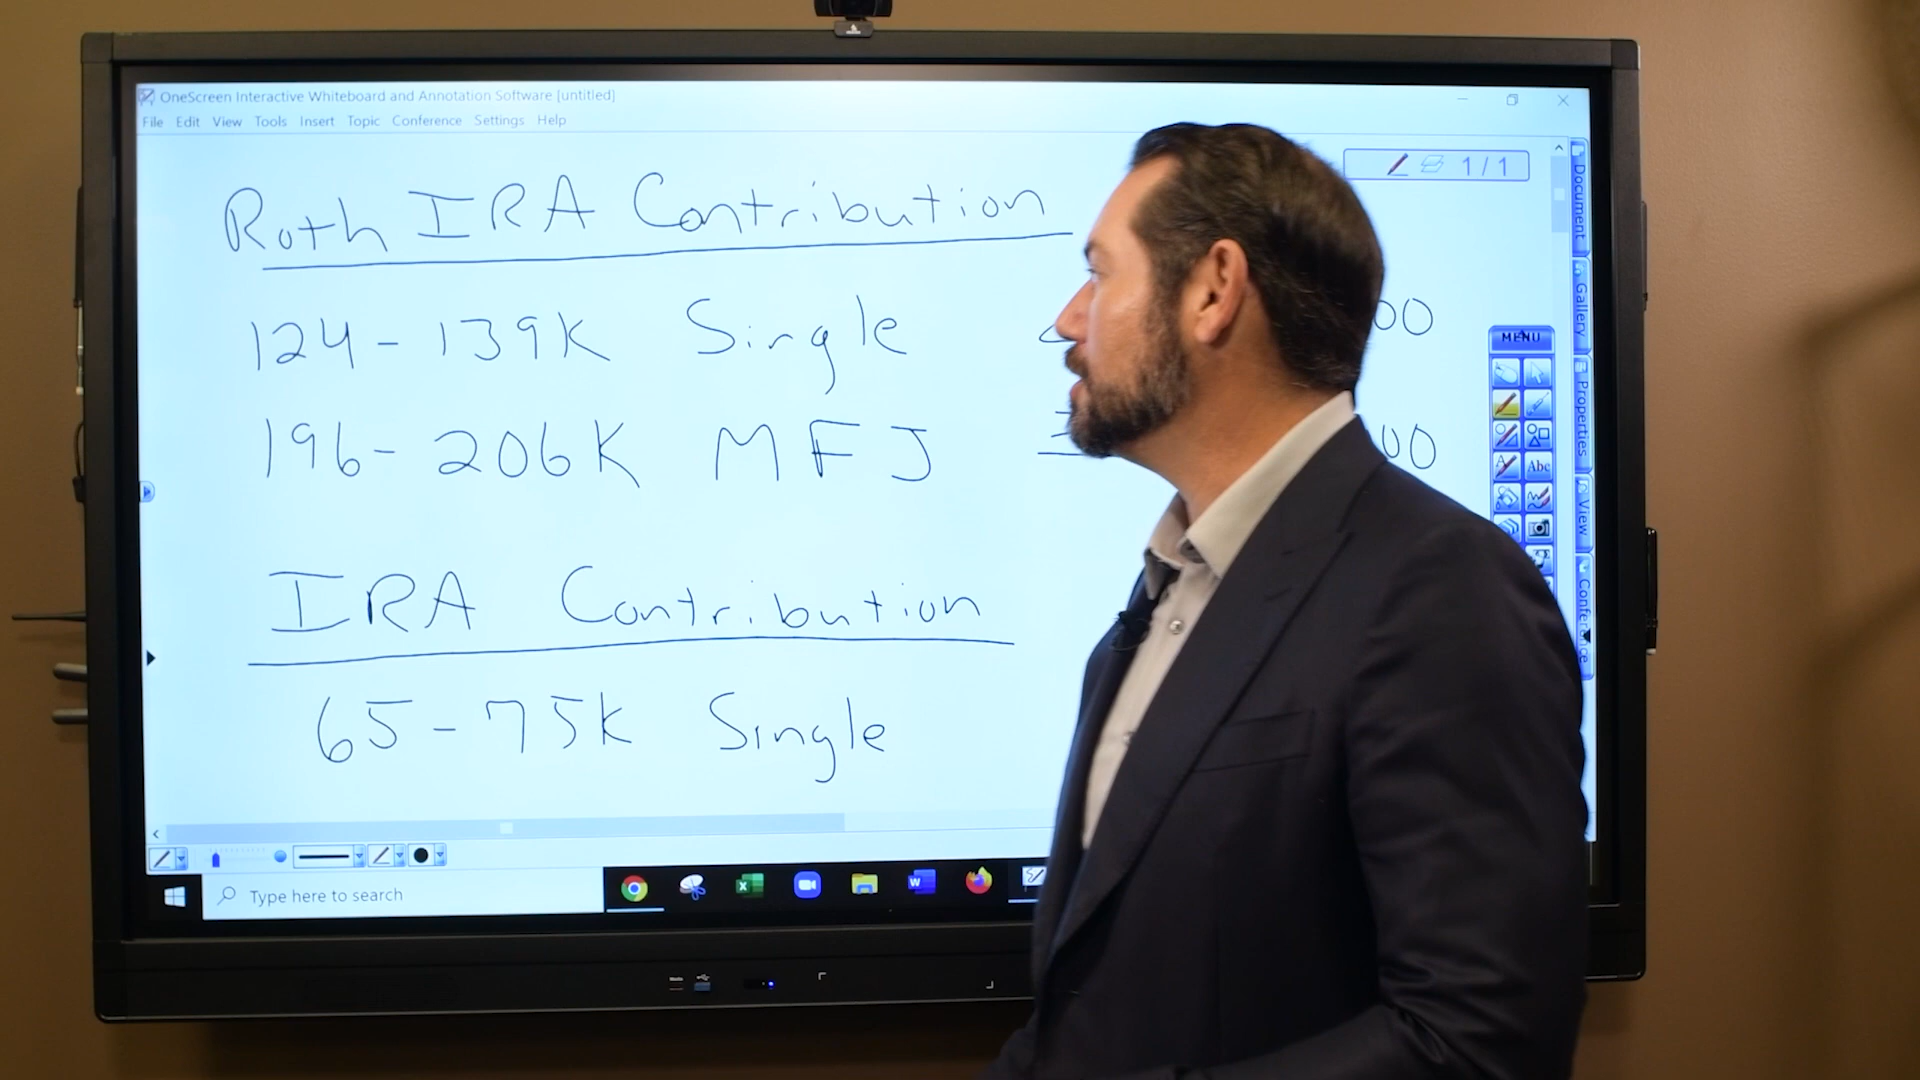 OneScreen Interactive Whiteboard and Annotation Software [untitled]
File Edit View Tools Insert Topic Conference Settings Help
1 / 1
Roth IRA Contribution
124 - 139K Single
196 - 206K MFJ
IRA Contribution
65 - 75K Single
MENU
Abc
Document
Gallery
Properties
View
Conference
Type here to search